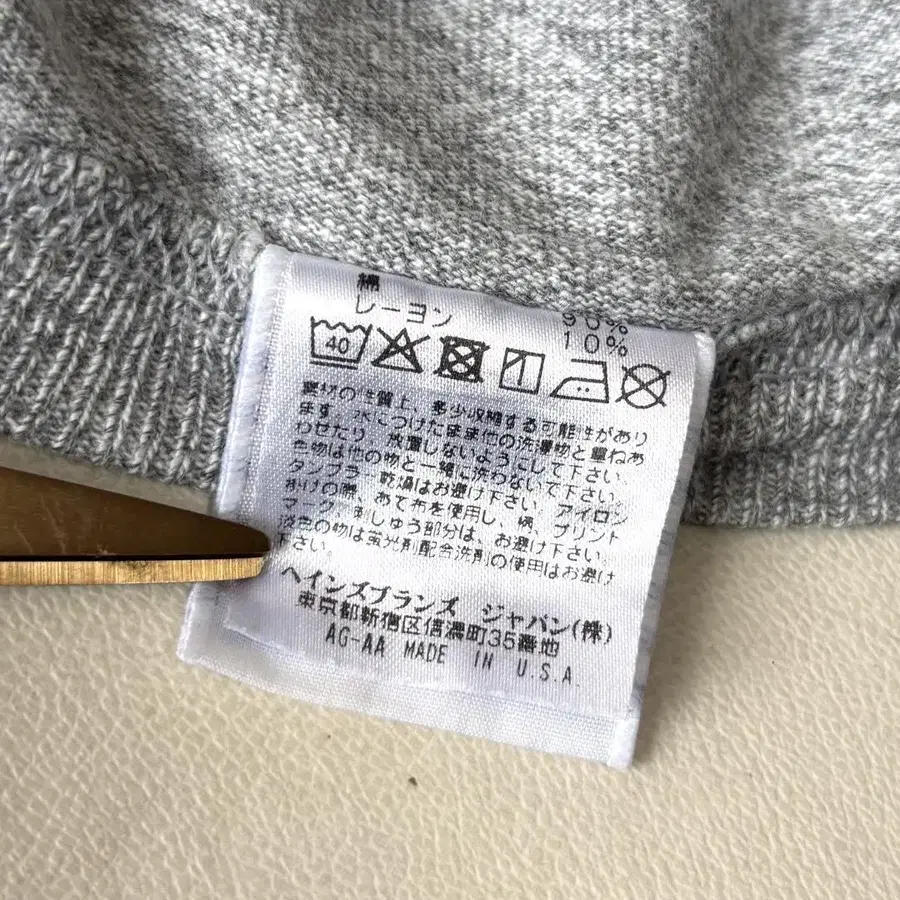 綿 90%
レーヨン 10%
40
素材の性質上、多少収縮する可能性があり
ます。水につけたまま他の洗濯物と重ねあ
わせたり、放置しないようにして下さい。
色物は他の物と一緒に洗わないで下さい。
タンブラー乾燥はお避け下さい。アイロン
がけの際、あて布を使用し、柄、プリント
マーク、刺しゅう部分は、お避け下さい。
淡色の物は蛍光剤配合洗剤の使用はお避け
下さい。
ヘインズブランズ ジャパン(株)
東京都新宿区信濃町35番地
AG-AA MADE IN U.S.A.